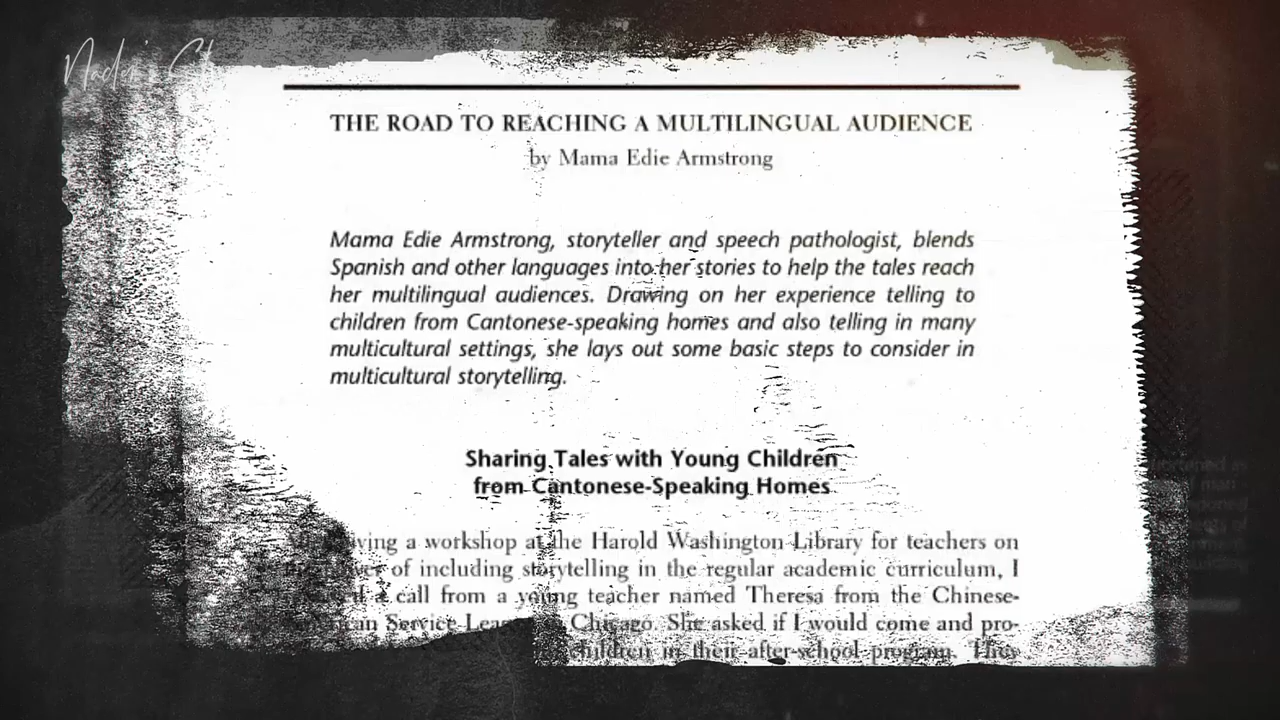 THE ROAD TO REACHING A MULTILINGUAL AUDIENCE
by Mama Edie Armstrong
Mama Edie Armstrong, storyteller and speech pathologist, blends
Spanish and other languages into her stories to help the tales reach
her multilingual audiences. Drawing on her experience telling to
children from Cantonese-speaking homes and also telling in many
multicultural settings, she lays out some basic steps to consider in
multicultural storytelling.
Sharing Tales with Young Children
from Cantonese-Speaking Homes
a workshop at the Harold Washington Library for teachers on
of including storytelling in the regular academic curriculum, I
a call from a young teacher named Theresa from the Chinese-
Service Chicago. She asked if I would come and pro-
children in their after-school program. They